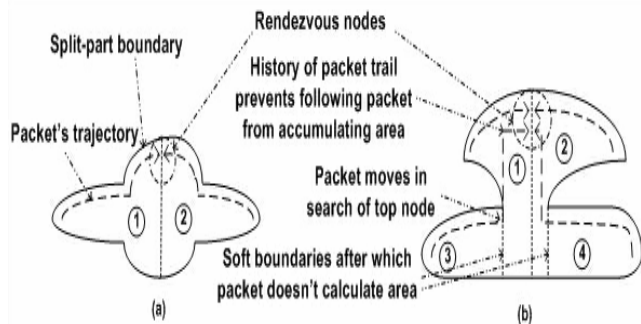 Rendezvous nodes
Split-part boundary
History of packet trail
prevents following packet
from accumulating area
Packet's trajectory
1
2
1
2
Packet moves in
search of top node
Soft boundaries after which
packet doesn't calculate area
3
4
(a)
(b)